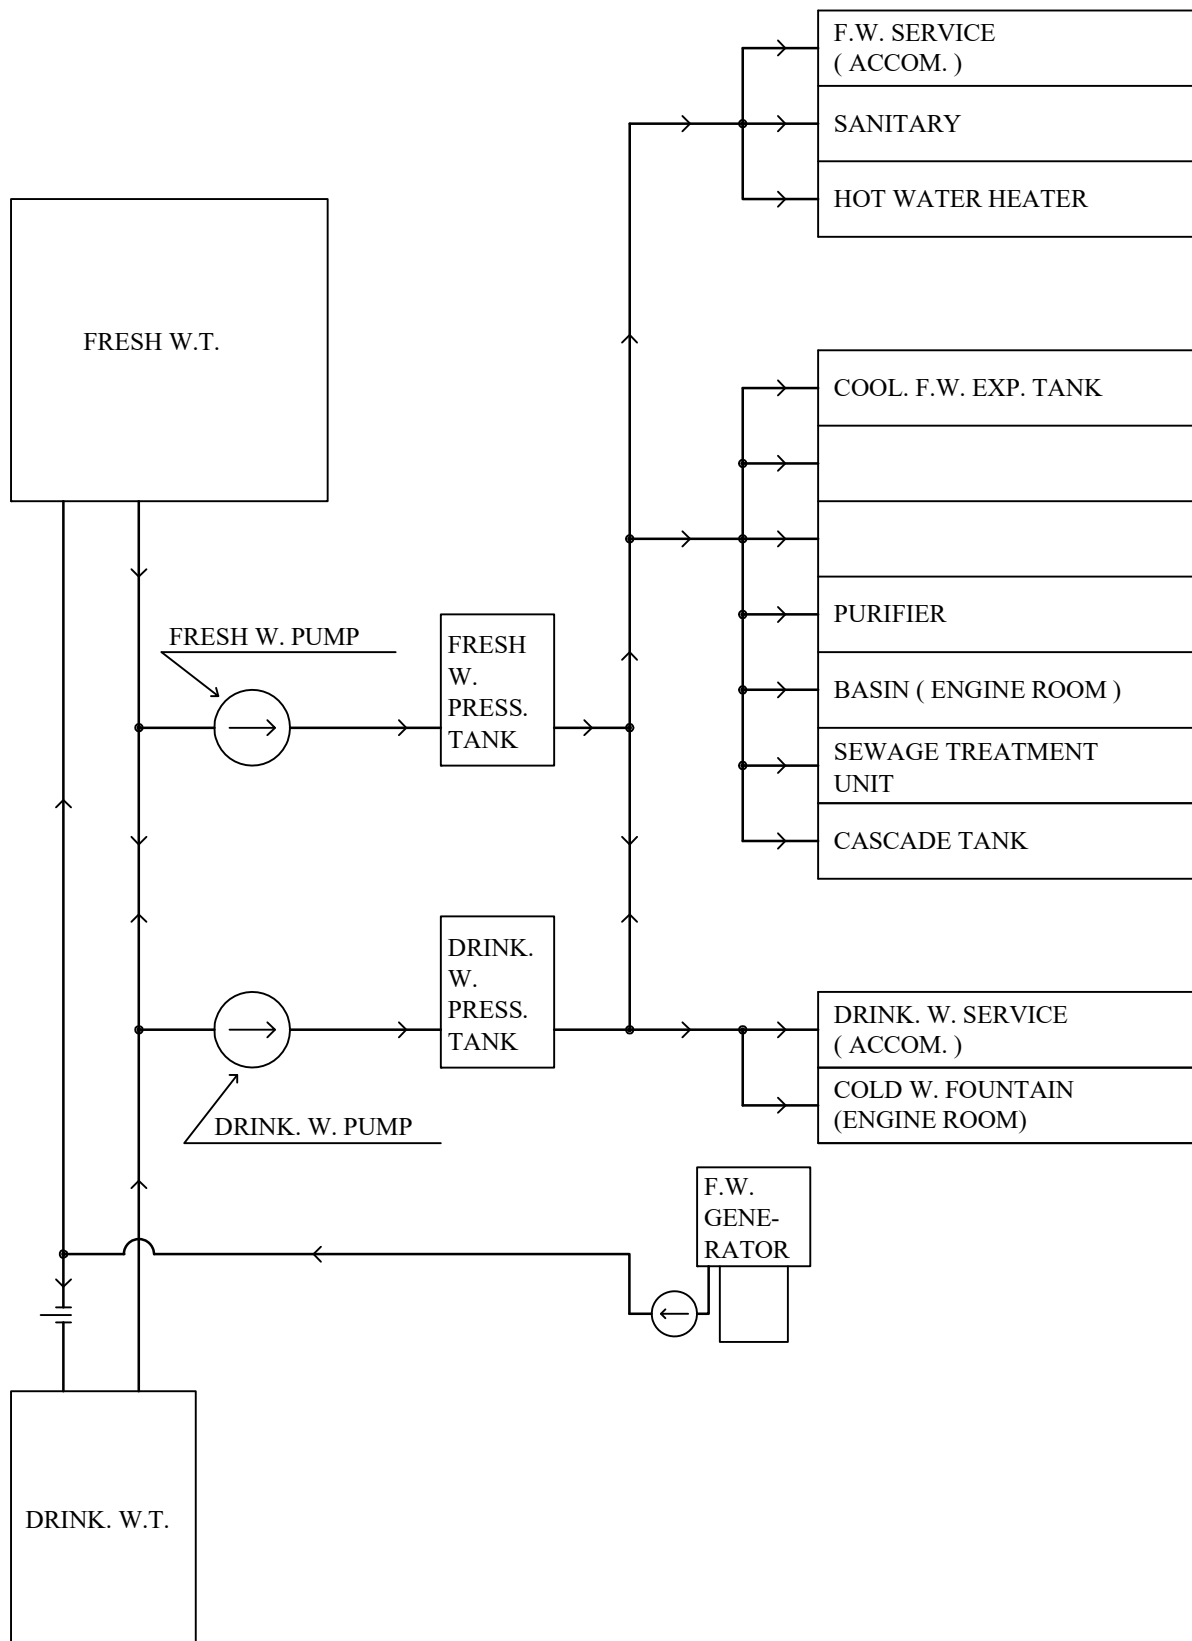 F.W. SERVICE
( ACCOM. )
SANITARY
HOT WATER HEATER
FRESH W.T.
COOL. F.W. EXP. TANK
PURIFIER
BASIN ( ENGINE ROOM )
SEWAGE TREATMENT
UNIT
CASCADE TANK
FRESH W. PUMP
FRESH
W.
PRESS.
TANK
DRINK.
W.
PRESS.
TANK
DRINK. W. SERVICE
( ACCOM. )
COLD W. FOUNTAIN
(ENGINE ROOM)
DRINK. W. PUMP
F.W.
GENE-
RATOR
DRINK. W.T.